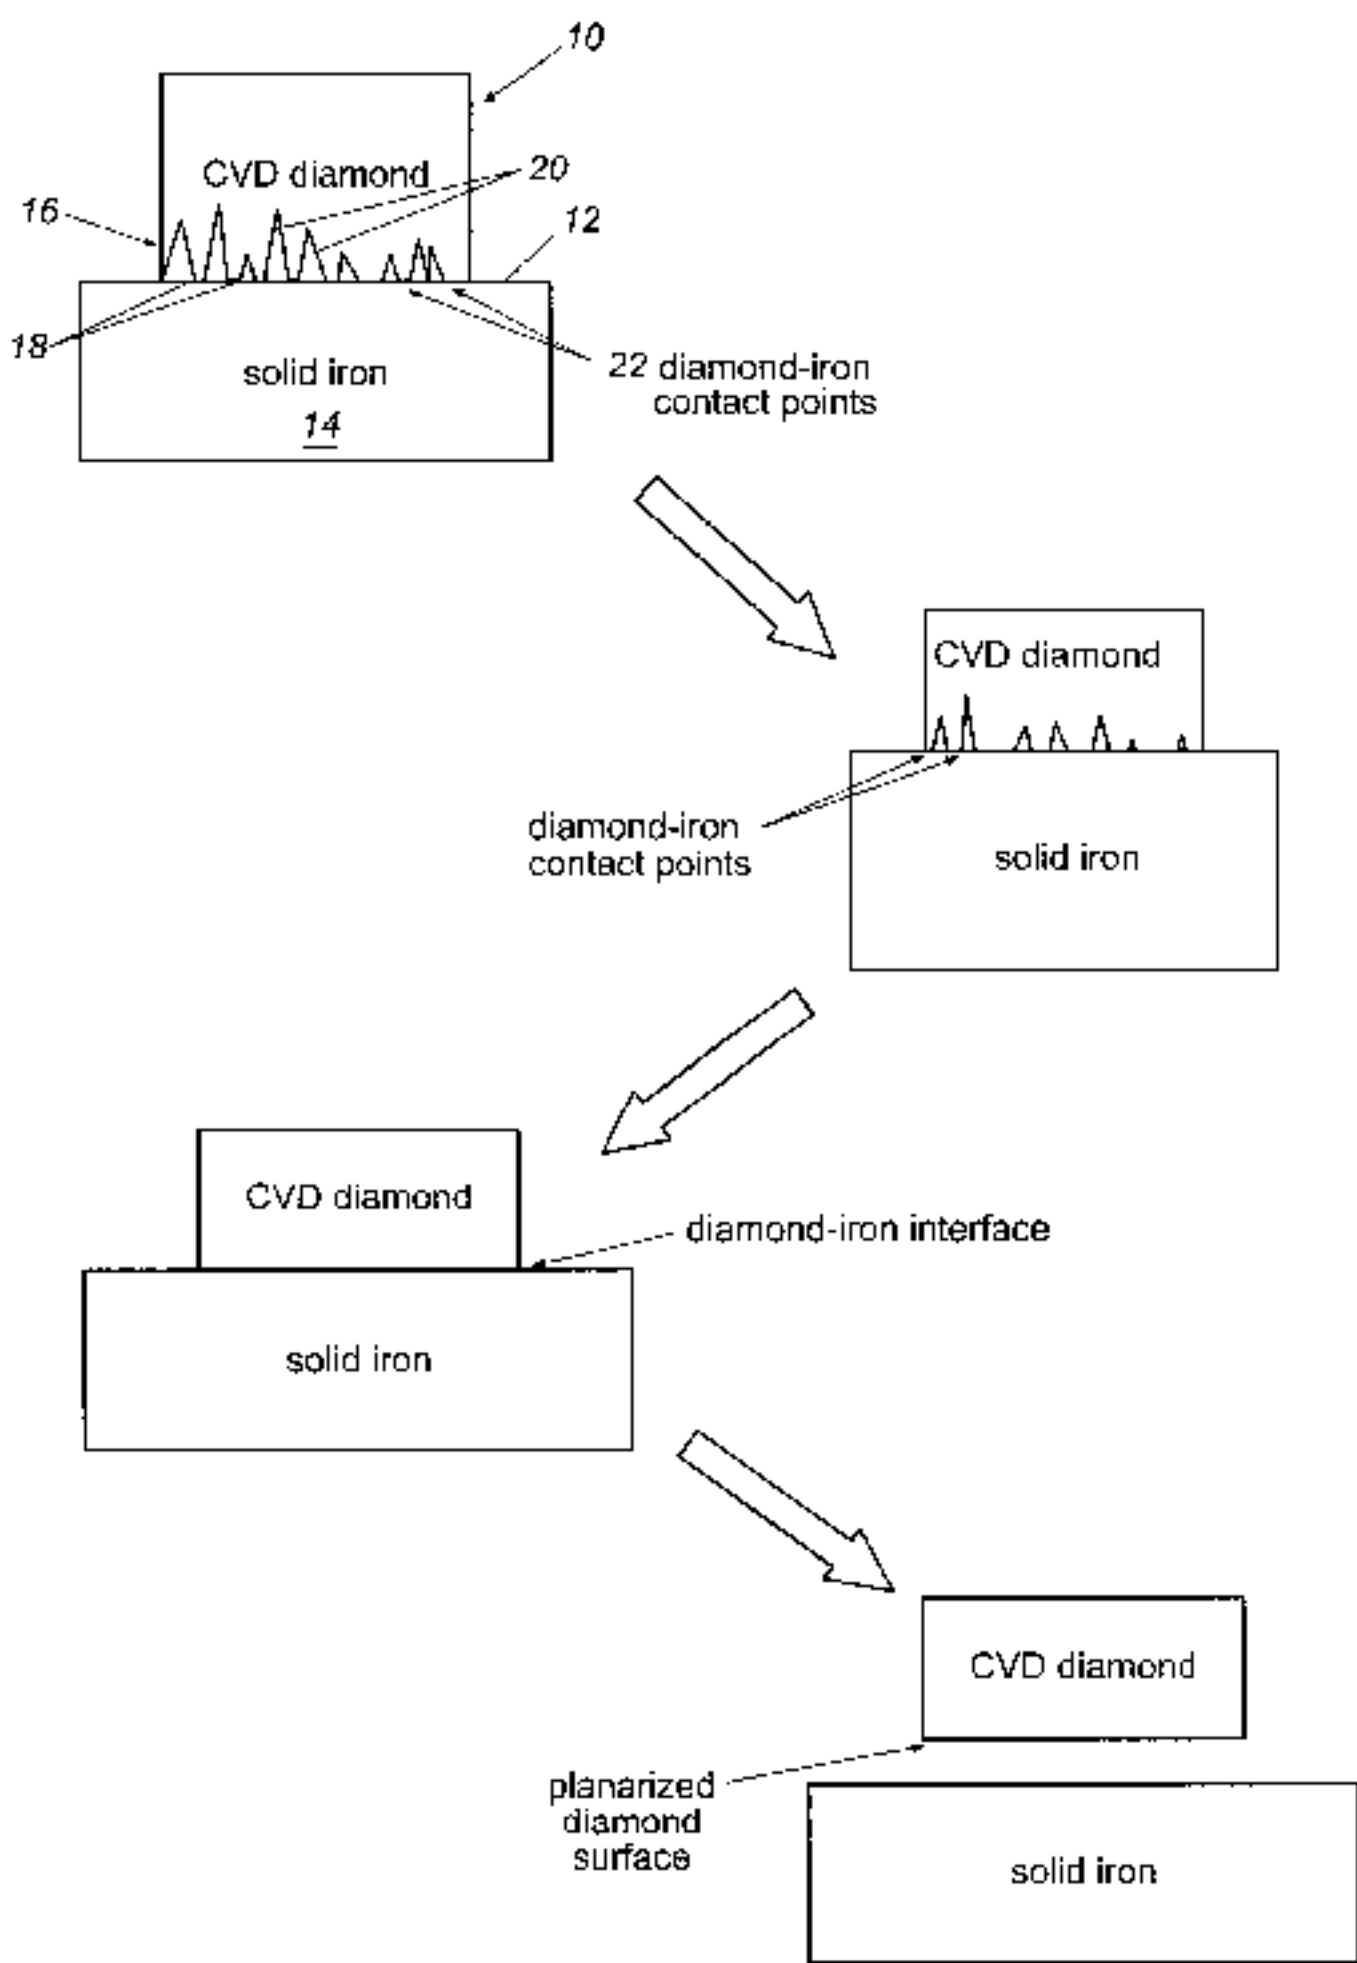 10
CVD diamond
20
16
12
18
solid iron
22 diamond-iron
contact points
14
CVD diamond
diamond-iron
contact points
solid iron
CVD diamond
diamond-iron interface
solid iron
CVD diamond
planarized
diamond
surface
solid iron